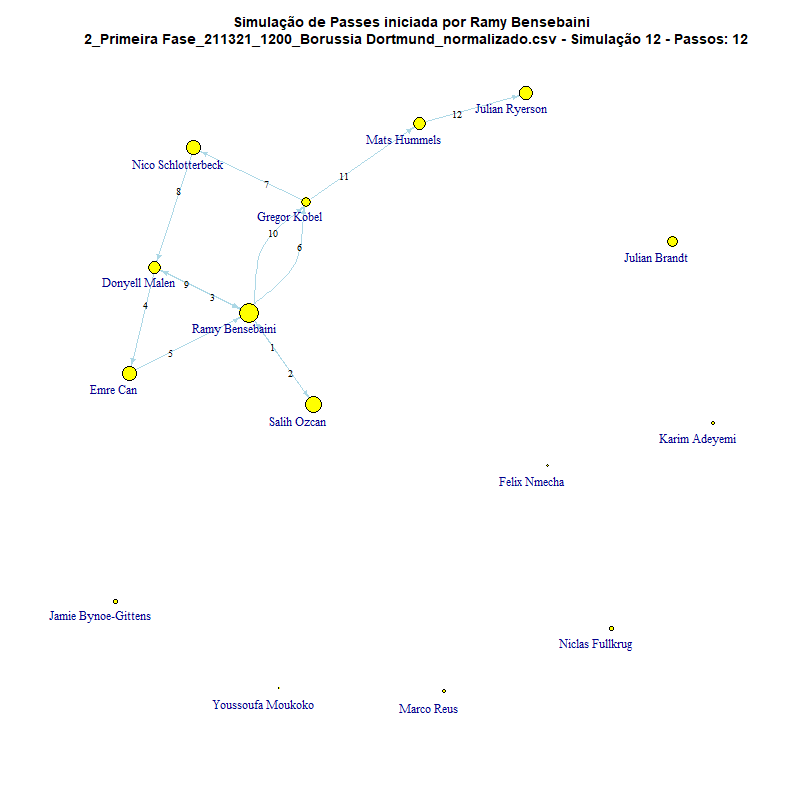 Simulação de Passes iniciada por Ramy Bensebaini
2_Primeira Fase_211321_1200_Borussia Dortmund_normalizado.csv - Simulação 12 - Passos: 12
12
Julian Ryerson
Mats Hummels
Nico Schlotterbeck
11
7
8
Gregor Kobel
10
6
Julian Brandt
Donyell Malen
9
3
4
Ramy Bensebaini
1
5
2
Emre Can
Salih Ozcan
Karim Adeyemi
Felix Nmecha
Jamie Bynoe-Gittens
Niclas Fullkrug
Youssoufa Moukoko
Marco Reus